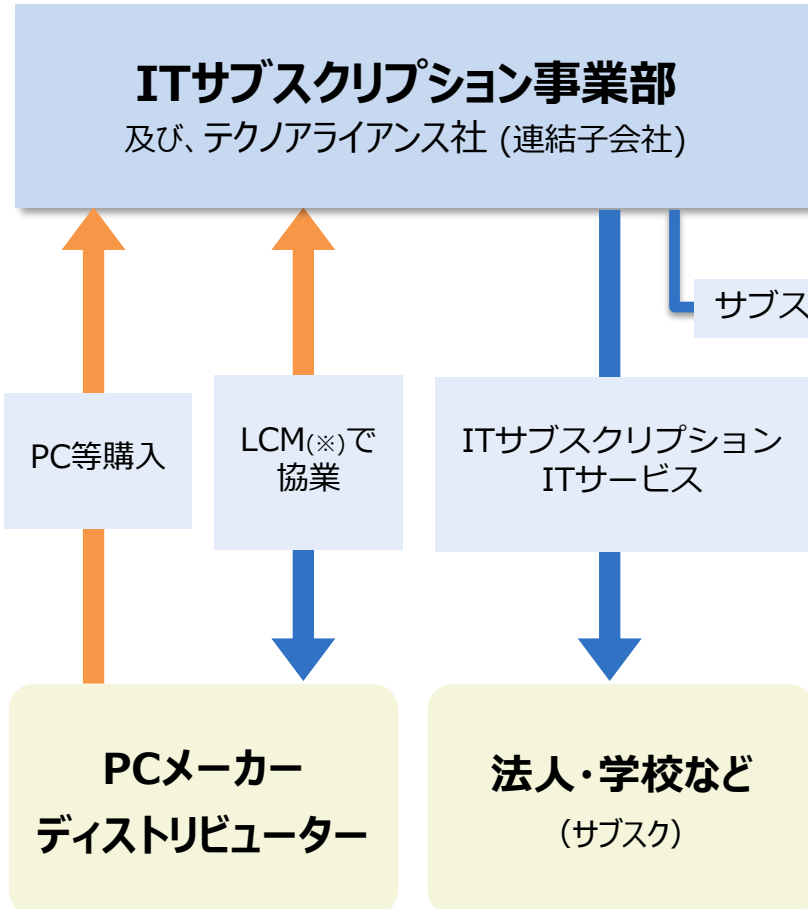 ITサブスクリプション事業部
及び、テクノアライアンス社 (連結子会社)
サブス
PC等購入
LCM(※)で
協業
ITサブスクリプション
ITサービス
PCメーカー
ディストリビューター
法人・学校など
(サブスク)